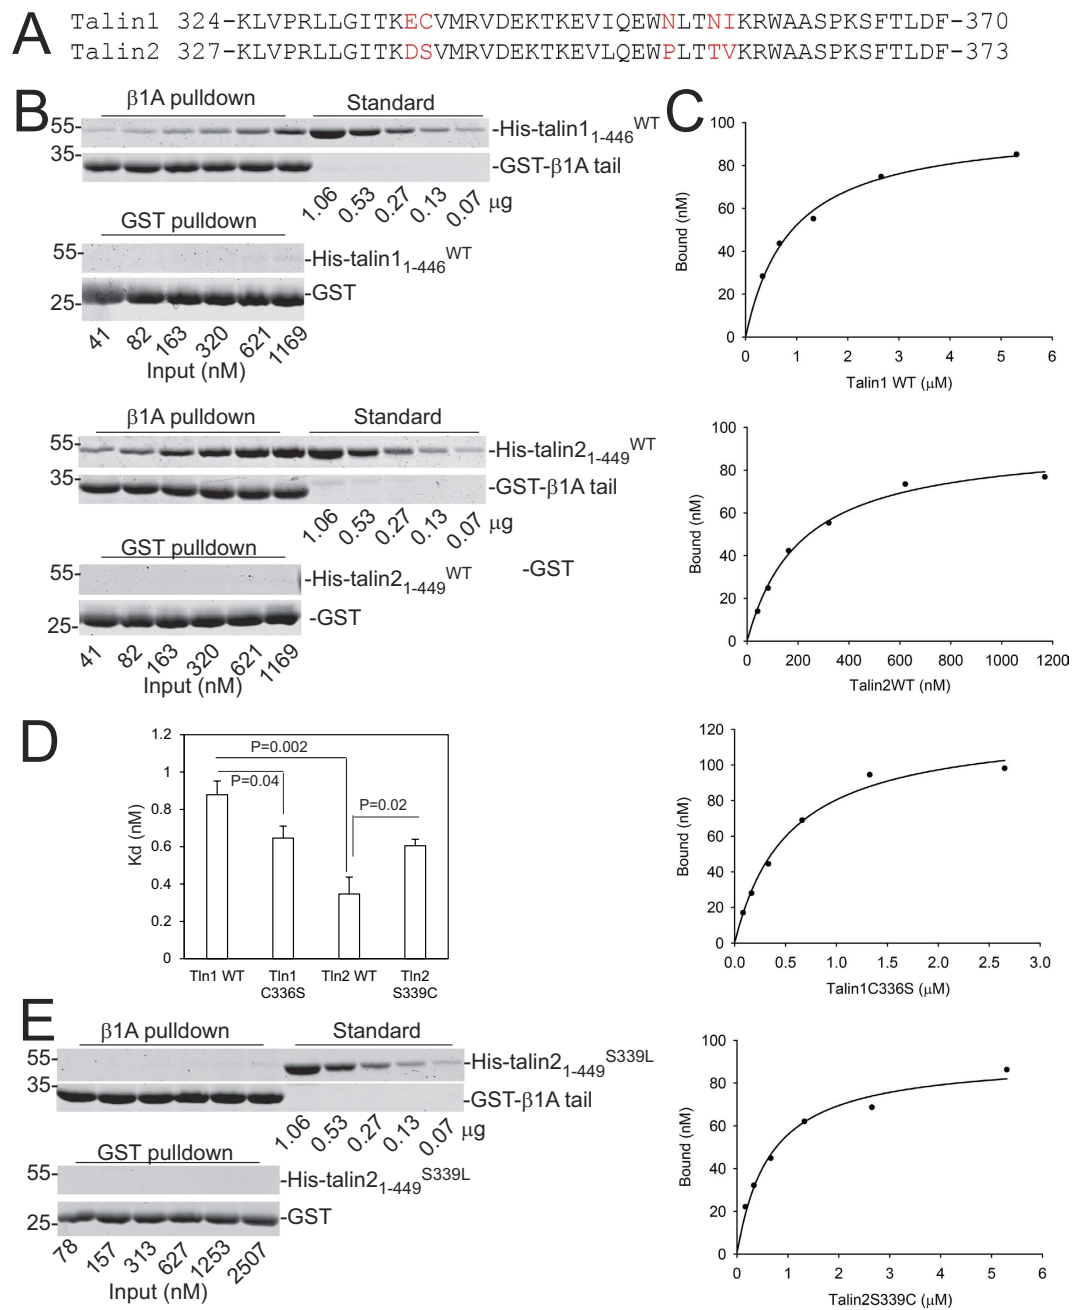 A
Talin1 324-KLVPRLLGITKECVMRVDEKTKEVIQEWNLTNIKRWAASPKSFTLDF-370
Talin2 327-KLVPRLLGITKDSVMRVDEKTKEVLQEWPLTTVKRWAASPKSFTLDF-373
B
β1A pulldown Standard
55- -His-talin1₁₋₄₄₆ᵂᵀ
35- -GST-β1A tail
1.06 0.53 0.27 0.13 0.07 μg
GST pulldown
55- -His-talin1₁₋₄₄₆ᵂᵀ
25- -GST
41 82 163 320 621 1169
Input (nM)
β1A pulldown Standard
55- -His-talin2₁₋₄₄₉ᵂᵀ
35- -GST-β1A tail
1.06 0.53 0.27 0.13 0.07 μg
GST pulldown
55- -His-talin2₁₋₄₄₉ᵂᵀ -GST
25- -GST
41 82 163 320 621 1169
Input (nM)
C
100
80
60
40
20
0
Bound (nM)
0 1 2 3 4 5 6
Talin1 WT (μM)
100
80
60
40
20
0
Bound (nM)
0 200 400 600 800 1000 1200
Talin2WT (nM)
120
100
80
60
40
20
0
Bound (nM)
0.0 0.5 1.0 1.5 2.0 2.5 3.0
Talin1C336S (μM)
100
80
60
40
20
0
Bound (nM)
0 1 2 3 4 5 6
Talin2S339C (μM)
D
1.2
1
0.8
0.6
0.4
0.2
0
Kd (nM)
P=0.002
P=0.04
P=0.02
Tln1 WT Tln1 Tln2 WT Tln2
C336S S339C
E
β1A pulldown Standard
55- -His-talin2₁₋₄₄₉S339L
35- -GST-β1A tail
1.06 0.53 0.27 0.13 0.07 μg
GST pulldown
55- -His-talin2₁₋₄₄₉S339L
25- -GST
78 157 313 627 1253 2507
Input (nM)